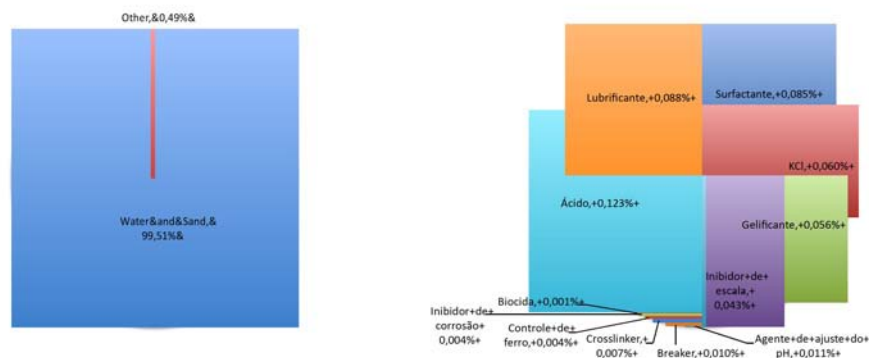 Other,&0,49%&
Water&and&Sand,&
99,51%&
Lubrificante,+0,088%+
Surfactante,+0,085%+
KCl,+0,060%+
Ácido,+0,123%+
Gelificante,+0,056%+
Inibidor+de+
escala,+
0,043%+
Biocida,+0,001%+
Inibidor+de+
corrosão+
0,004%+
Controle+de+
ferro,+0,004%+
Crosslinker,+
0,007%+
Breaker,+0,010%+
Agente+de+ajuste+do+
pH,+0,011%+